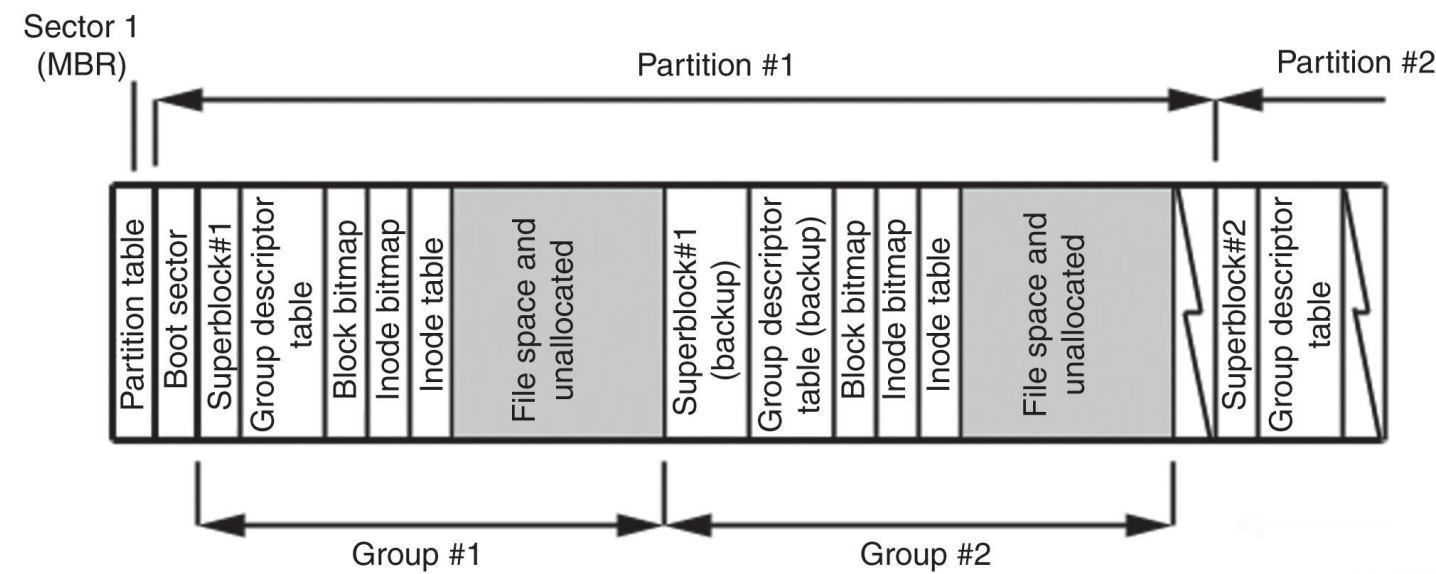 Sector 1
(MBR)
Partition #1
Partition #2
Partition table
Boot sector
Superblock#1
Group descriptor
table
Block bitmap
Inode bitmap
Inode table
File space and
unallocated
Superblock#1
(backup)
Group descriptor
table (backup)
Block bitmap
Inode bitmap
Inode table
File space and
unallocated
Superblock#2
Group descriptor
table
Group #1
Group #2